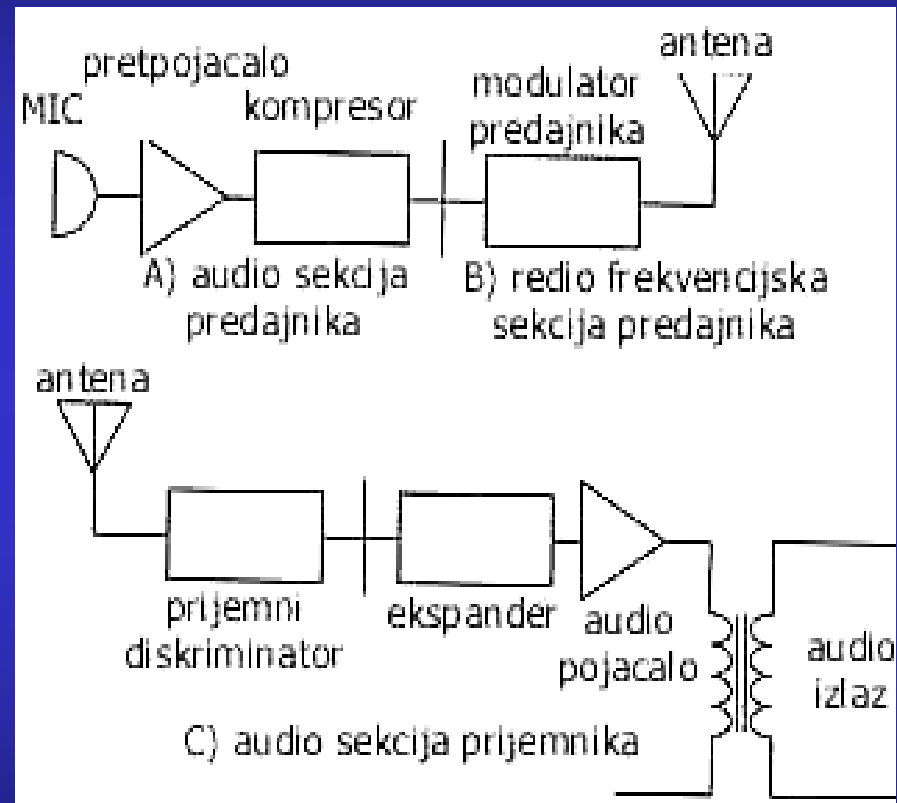 pretpojacalo
MIC
kompresor
modulator
predajnika
antena
A) audio sekcija
predajnika
B) redio frekvencijska
sekcija predajnika
antena
prijemni
diskriminator
ekspander
audio
pojacalo
audio
izlaz
C) audio sekcija prijemnika